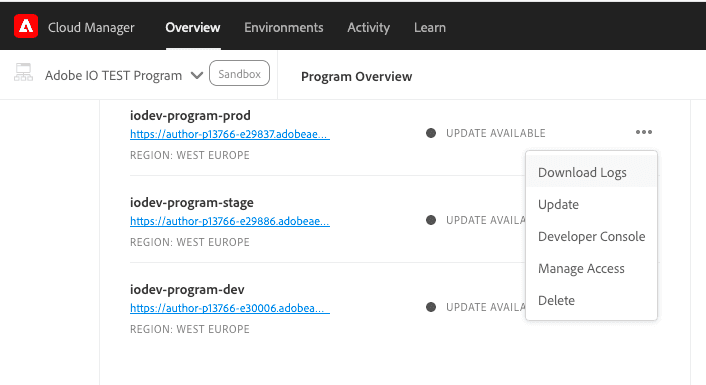 Cloud Manager Overview Environments Activity Learn
Adobe IO TEST Program Sandbox Program Overview
iodev-program-prod
https://author-p13766-e29837.adobeae... UPDATE AVAILABLE
REGION: WEST EUROPE
Download Logs
iodev-program-stage
Update
https://author-p13766-e29886.adobeae... UPDATE AVAILA
Developer Console
REGION: WEST EUROPE
Manage Access
iodev-program-dev
Delete
https://author-p13766-e30006.adobea... UPDATE AVAILA
REGION: WEST EUROPE